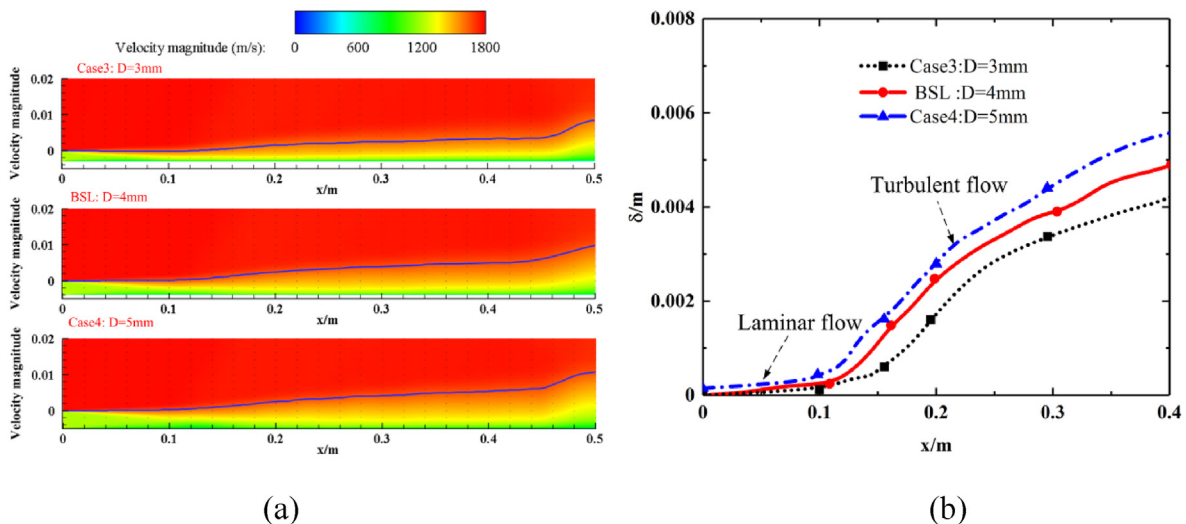 Velocity magnitude (m/s):
0 600 1200 1800
Case3: D=3mm
Velocity magnitude
0.02
0.01
0
0 0.1 0.2 0.3 0.4 0.5
x/m
BSL: D=4mm
Velocity magnitude
0.02
0.01
0
0 0.1 0.2 0.3 0.4 0.5
x/m
Case4: D=5mm
Velocity magnitude
0.02
0.01
0
0 0.1 0.2 0.3 0.4 0.5
x/m
(a)
0.008
0.006
0.004
0.002
0
δ/m
Case3:D=3mm
BSL :D=4mm
Case4:D=5mm
Turbulent flow
Laminar flow
0 0.1 0.2 0.3 0.4
x/m
(b)